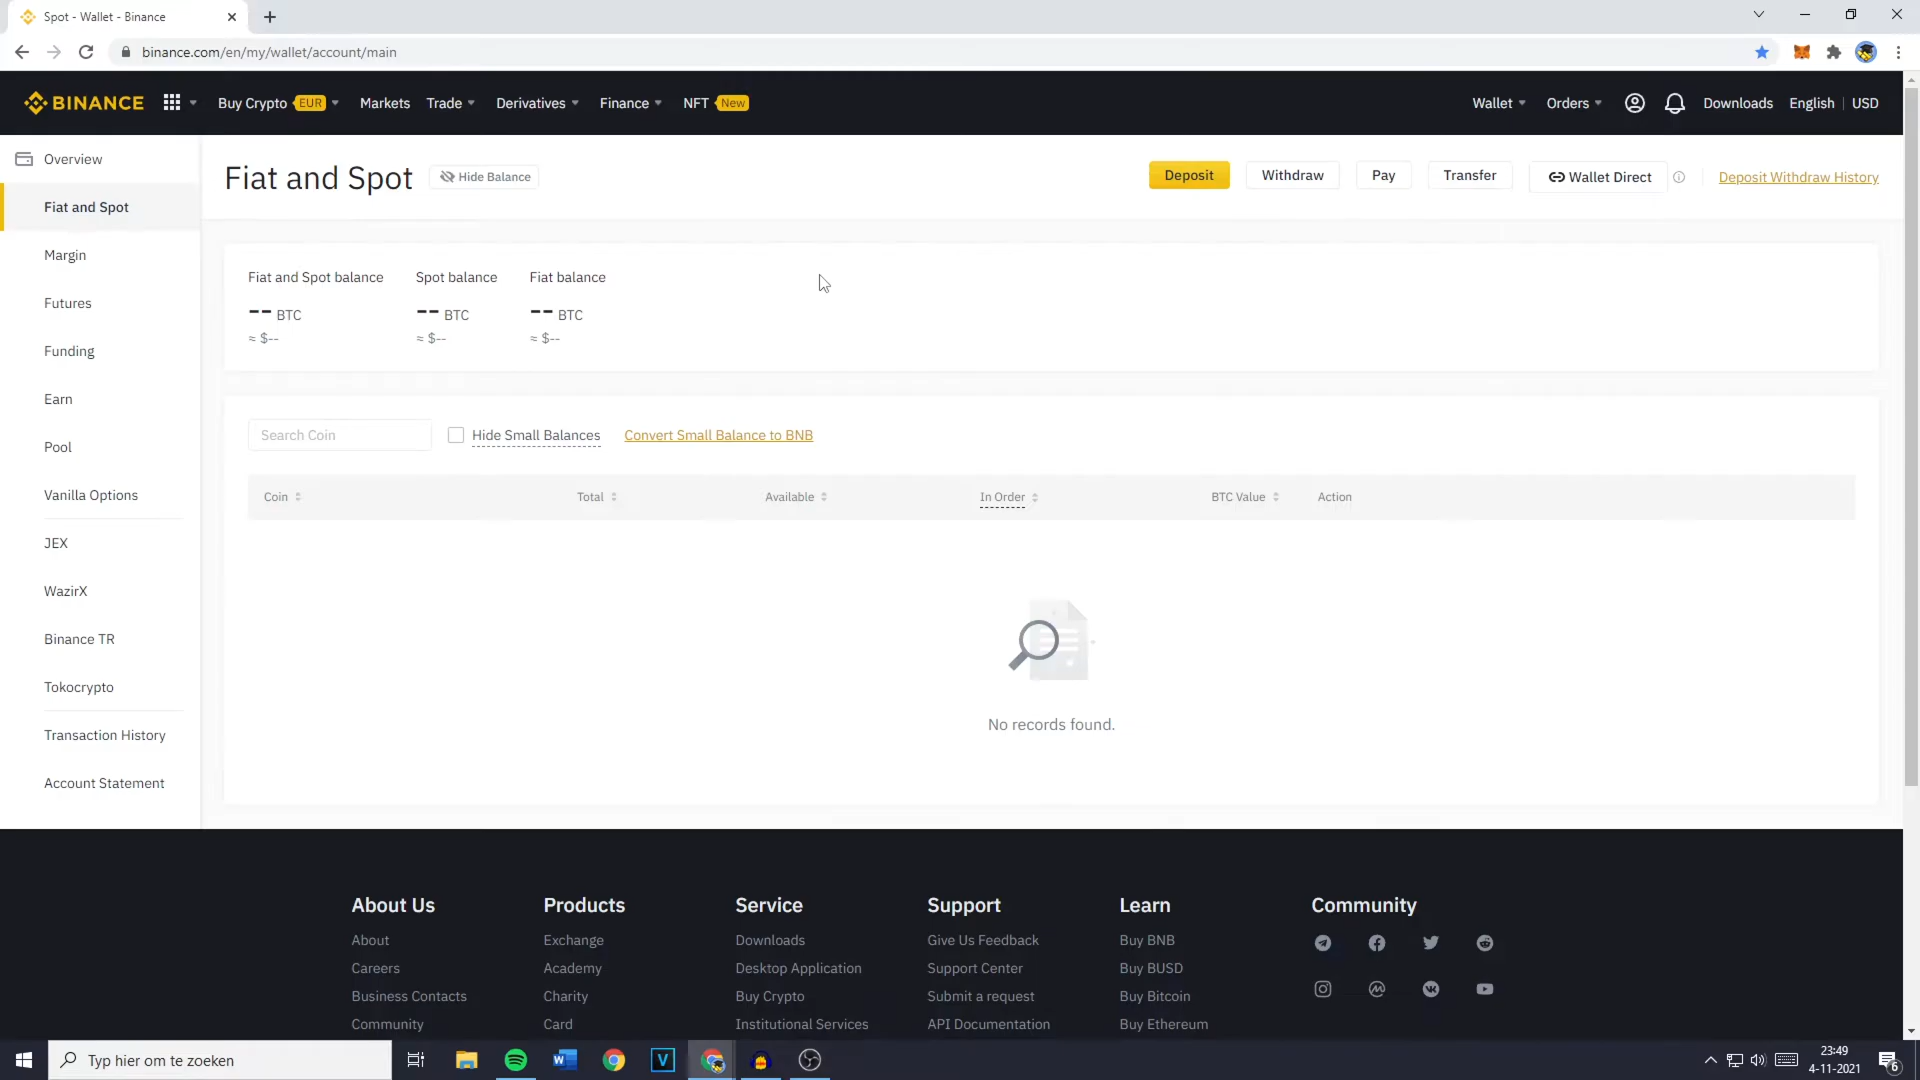 Spot - Wallet - Binance
binance.com/en/my/wallet/account/main
BINANCE Buy Crypto EUR Markets Trade Derivatives Finance NFT New Wallet Orders Downloads English USD
Overview
Fiat and Spot
Margin
Futures
Funding
Earn
Pool
Vanilla Options
JEX
WazirX
Binance TR
Tokocrypto
Transaction History
Account Statement
Fiat and Spot Hide Balance Deposit Withdraw Pay Transfer Wallet Direct Deposit Withdraw History
Fiat and Spot balance Spot balance Fiat balance
-- BTC -- BTC -- BTC
≈ $-- ≈ $-- ≈ $--
Search Coin Hide Small Balances Convert Small Balance to BNB
Coin Total Available In Order BTC Value Action
No records found.
About Us Products Service Support Learn Community
About Exchange Downloads Give Us Feedback Buy BNB
Careers Academy Desktop Application Support Center Buy BUSD
Business Contacts Charity Buy Crypto Submit a request Buy Bitcoin
Community Card Institutional Services API Documentation Buy Ethereum
Typ hier om te zoeken
23:49
4-11-2021
6